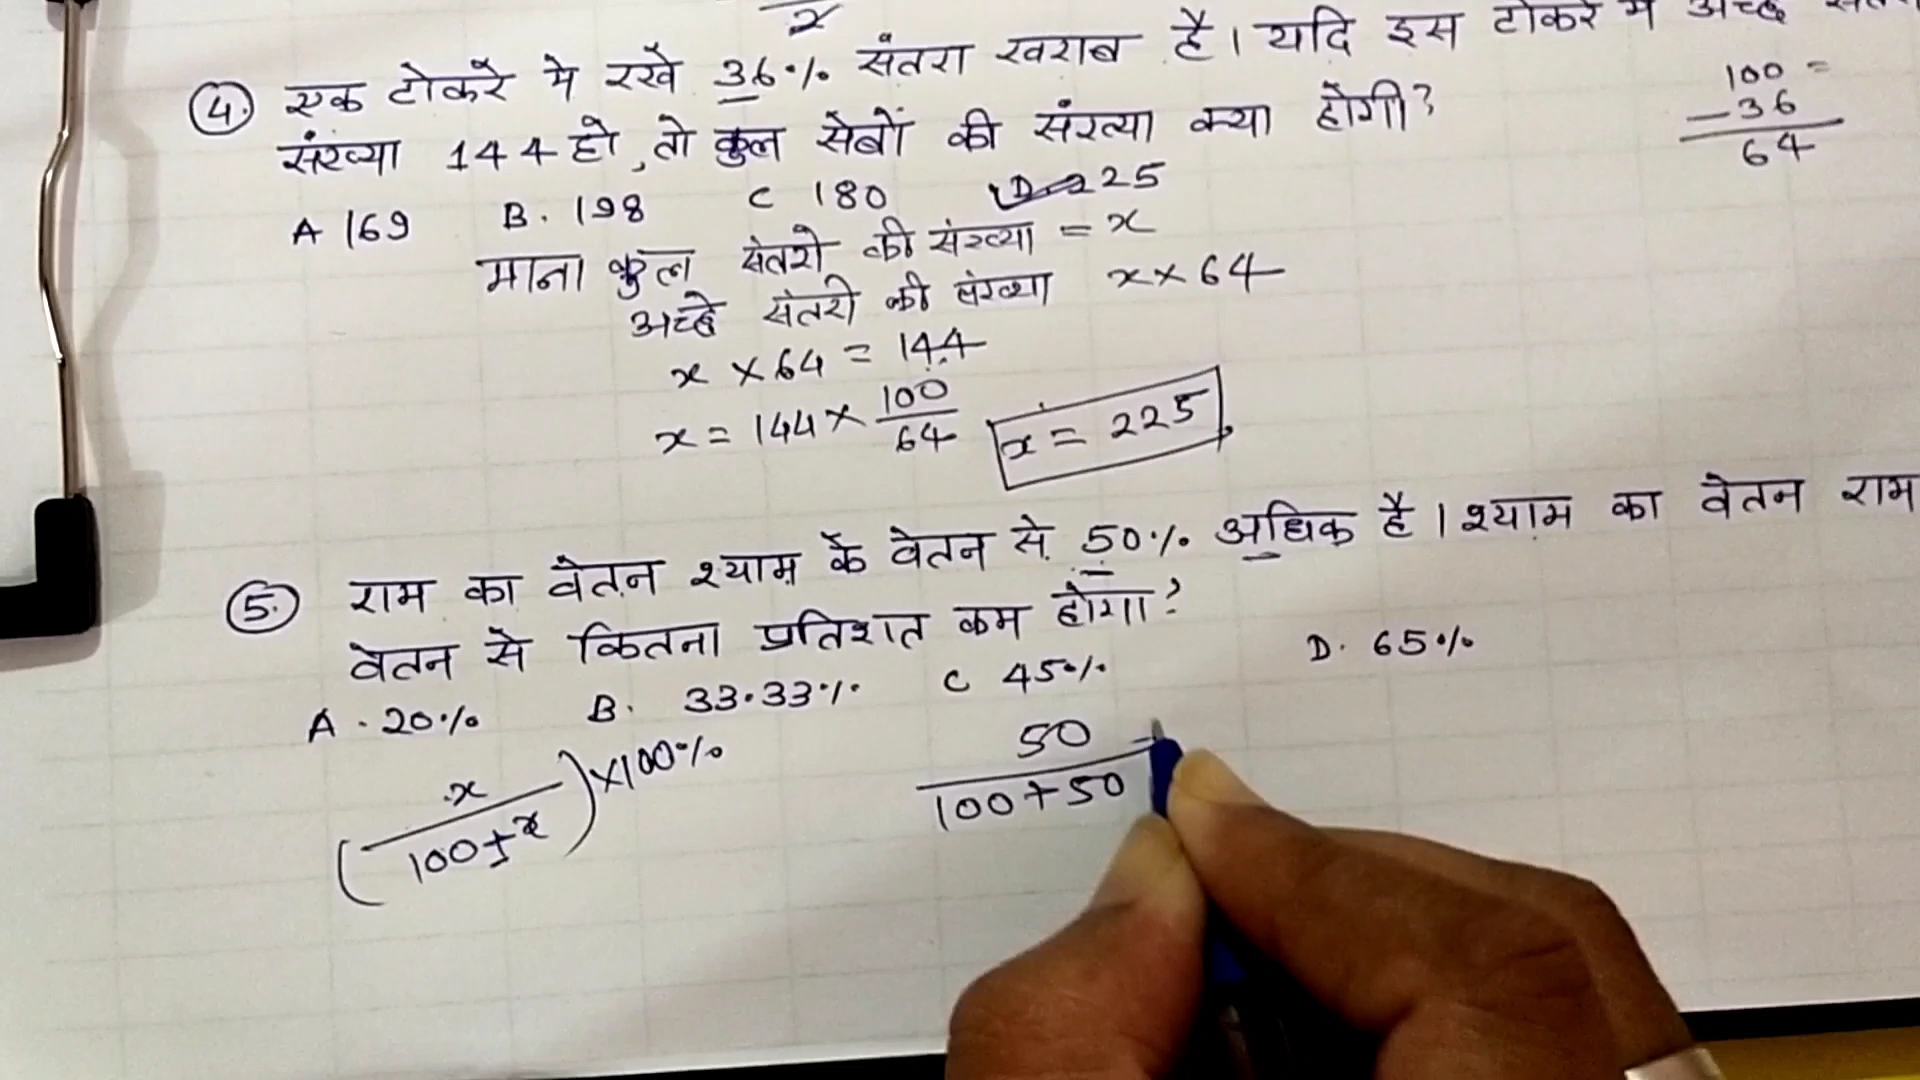 x
4. एक टोकरे मे रखे 36% संतरा खराब है। यदि इस टोकरे मे अच्छे
संख्या 144 हो, तो कुल सेबों की संख्या क्या होगी?
100 =
- 36
64
A 169 B. 198 C 180 D. 225
माना कुल संतरो की संख्या = x
अच्छे संतरो की संख्या x × 64
x × 64 = 144
x = 144 × 100/64 x = 225
5. राम का वेतन श्याम के वेतन से 50% अधिक है। श्याम का वेतन राम
वेतन से कितना प्रतिशत कम होगा?
A. 20% B. 33.33% C 45% D. 65%
(x/100±x) × 100%
50
100+50